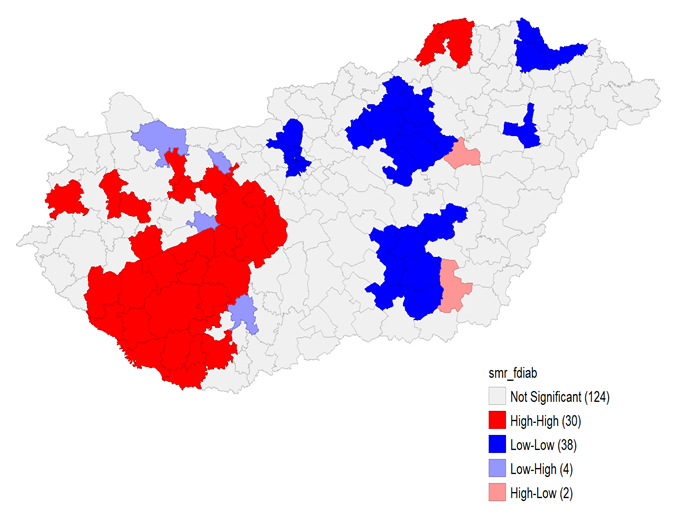 smr_fdiab
Not Significant (124)
High-High (30)
Low-Low (38)
Low-High (4)
High-Low (2)